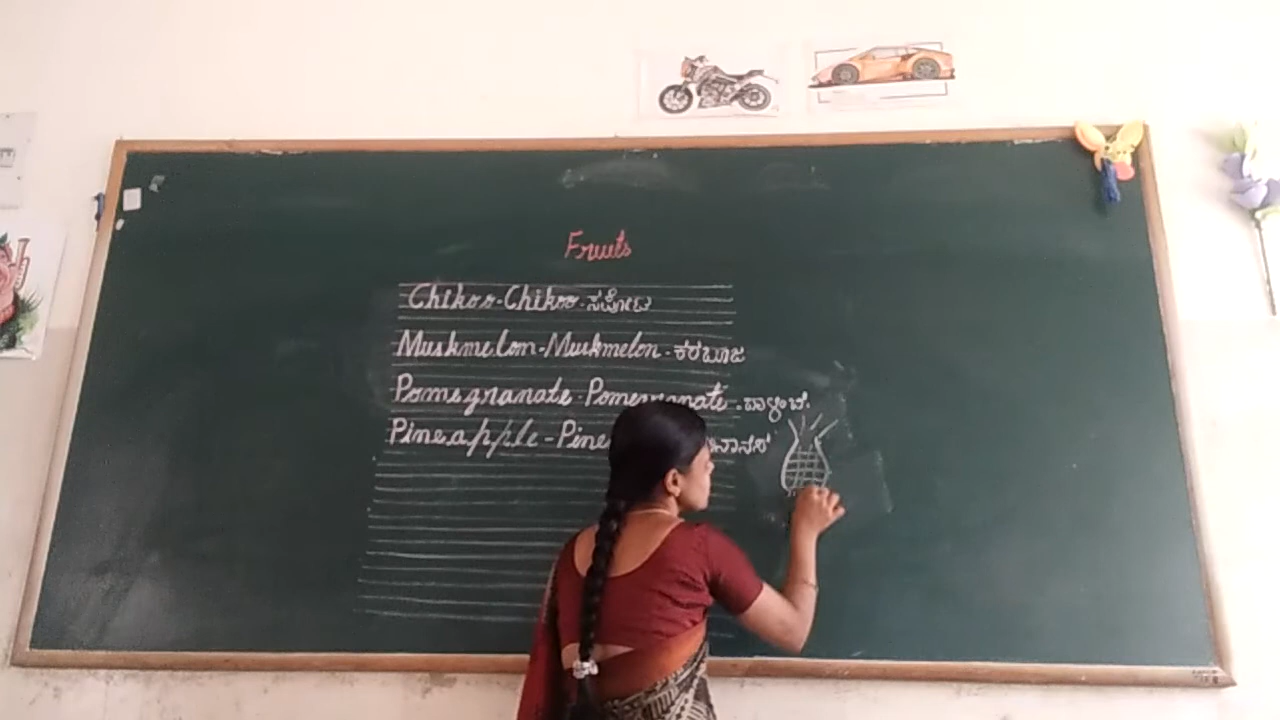 Fruits
Chikoo-Chikoo-ಸಪೋಟ
Muskmelon-Muskmelon-ಕರಬೂಜ
Pomegranate-Pomegranate-ದಾಳಿಂಬೆ.
Pineapple-Pine